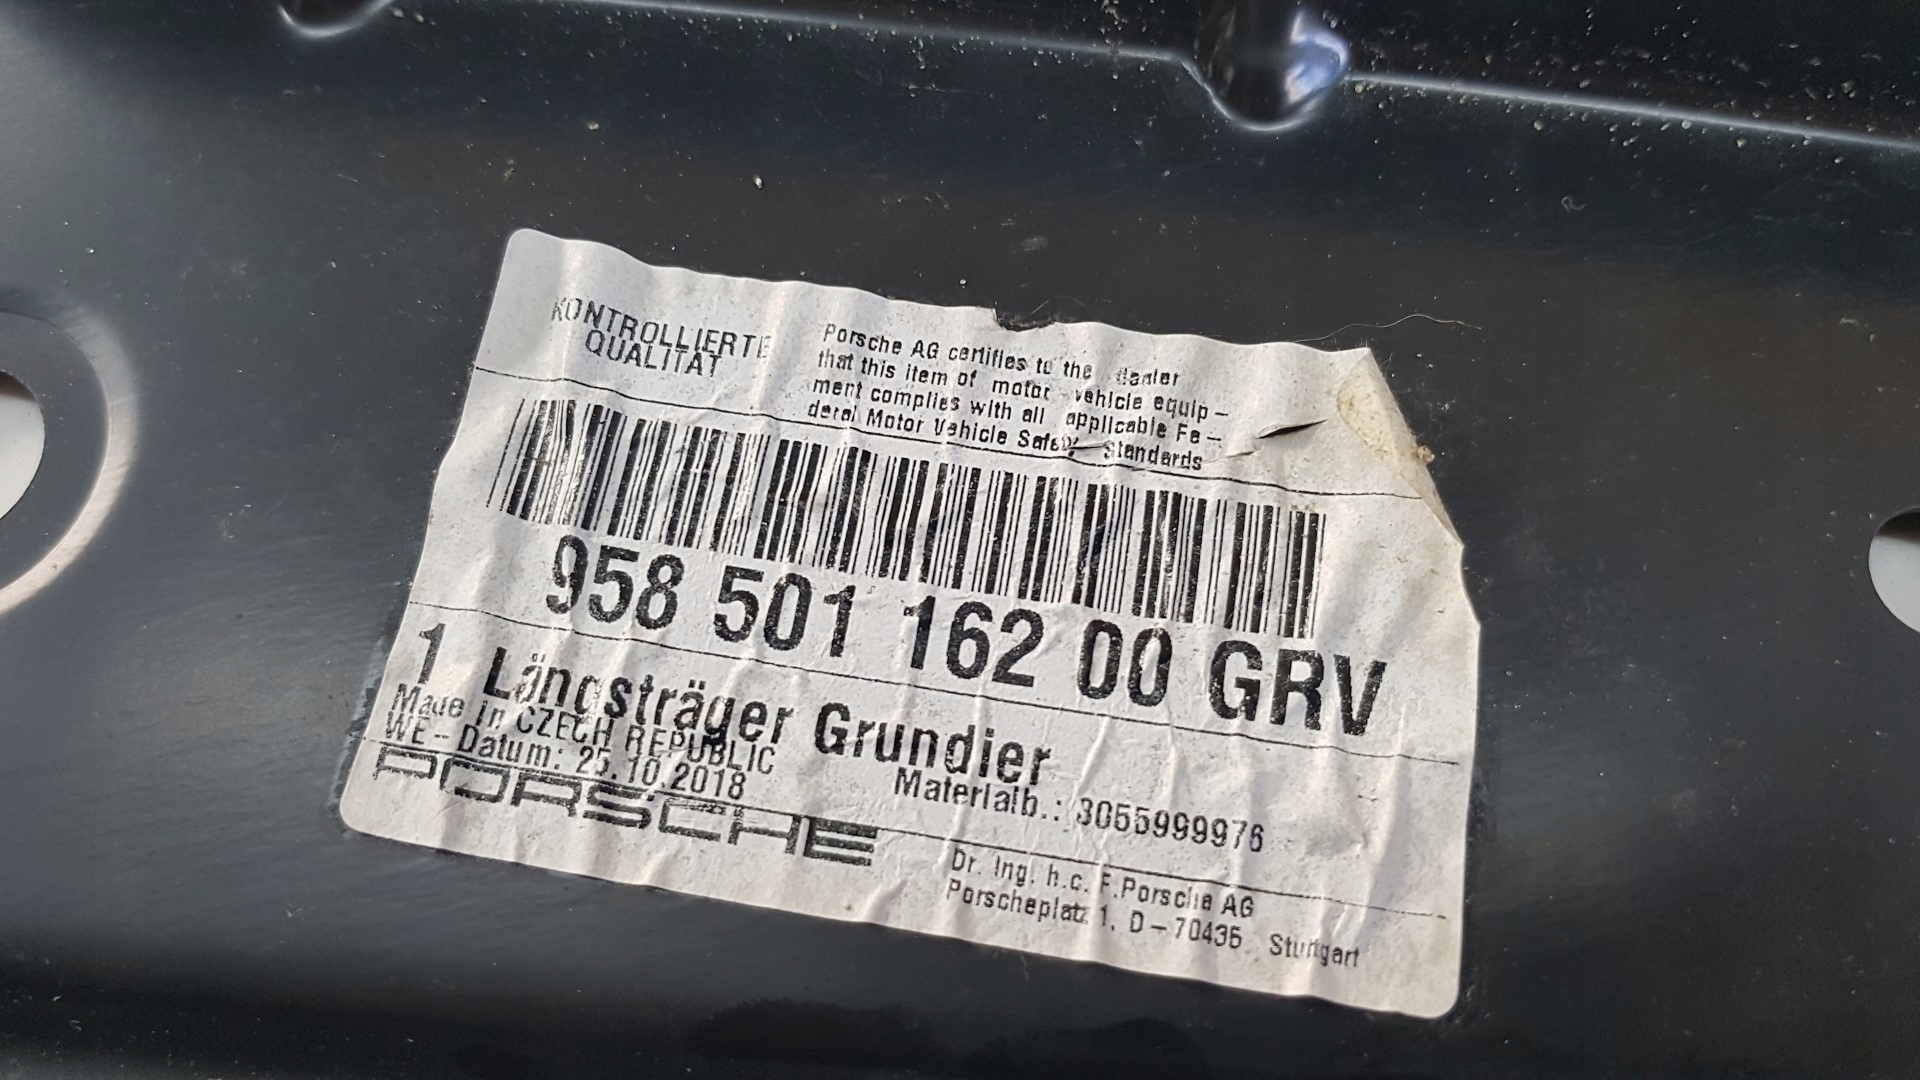 KONTROLLIERTE
QUALITÄT
Porsche AG certifies to the dealer
that this item of motor vehicle equip-
ment complies with all applicable Fe-
deral Motor Vehicle Safety Standards
958 501 162 00 GRV
1 Längsträger Grundier
Made in CZECH REPUBLIC
WE-Datum: 25.10.2018
Materialb.: 3055999976
PORSCHE
Dr. Ing. h.c. F.Porsche AG
Porscheplatz 1, D-70435 Stuttgart